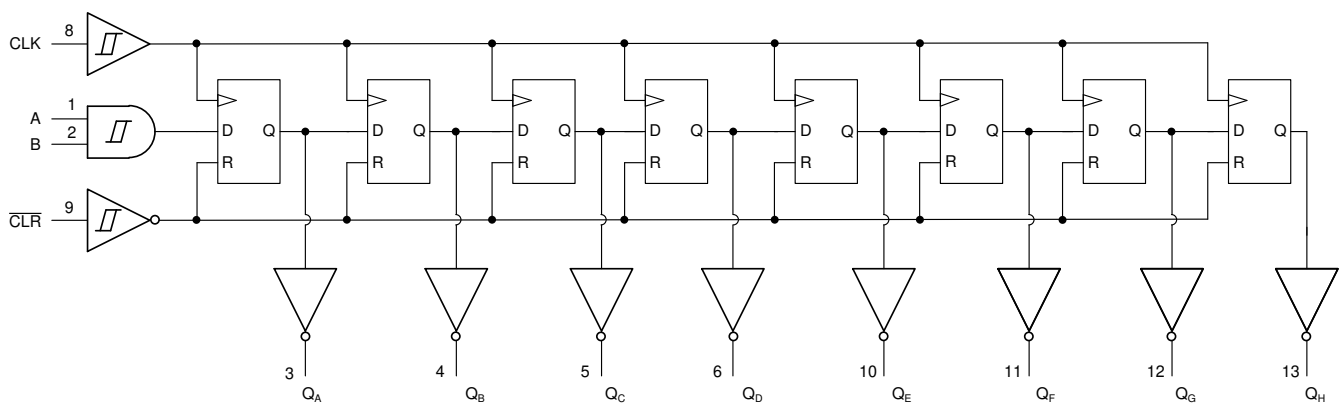 CLK 8
A 1
B 2
D Q D Q D Q D Q D Q D Q D Q D Q
R R R R R R R R
CLR 9
3 4 5 6 10 11 12 13
QA QB QC QD QE QF QG QH